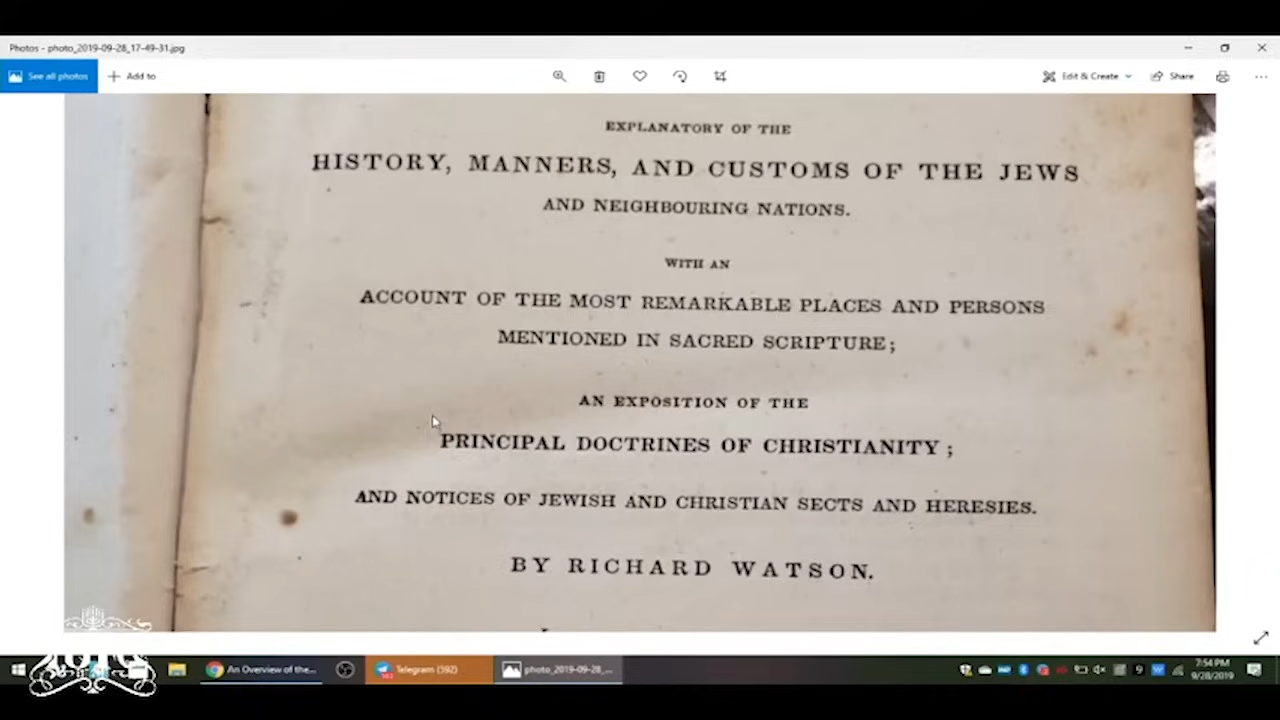 Photos - photo_2019-09-28_17-49-31.jpg
See all photos
Add to
Edit & Create
Share
EXPLANATORY OF THE
HISTORY, MANNERS, AND CUSTOMS OF THE JEWS
AND NEIGHBOURING NATIONS.
WITH AN
ACCOUNT OF THE MOST REMARKABLE PLACES AND PERSONS
MENTIONED IN SACRED SCRIPTURE;
AN EXPOSITION OF THE
PRINCIPAL DOCTRINES OF CHRISTIANITY;
AND NOTICES OF JEWISH AND CHRISTIAN SECTS AND HERESIES.
BY RICHARD WATSON.
An Overview of the...
Telegram (592)
photo_2019-09-28_...
7:54 PM
9/28/2019